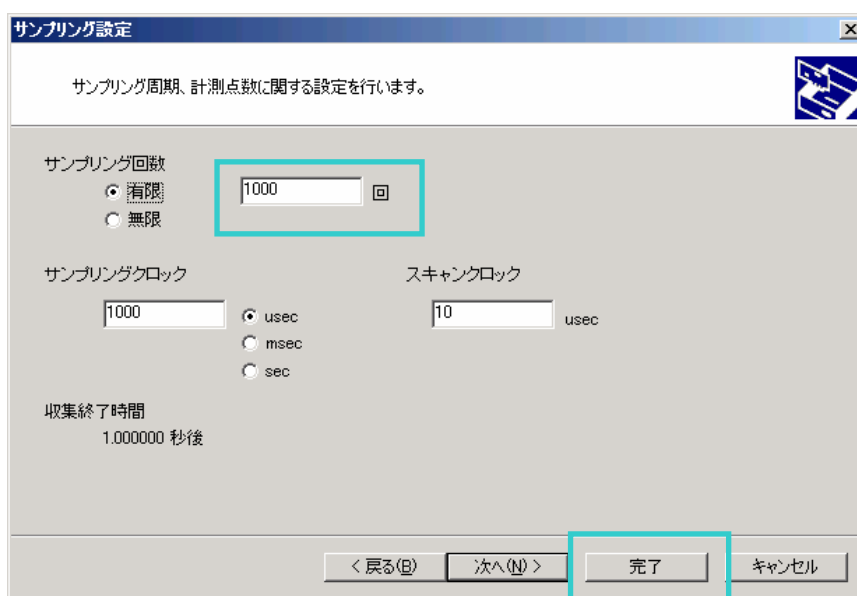 サンプリング設定
サンプリング周期、計測点数に関する設定を行います。
サンプリング回数
有限 1000 回
無限
サンプリングクロック スキャンクロック
1000 usec 10 usec
msec
sec
収集終了時間
1.000000 秒後
< 戻る(B) 次へ(N) > 完了 キャンセル